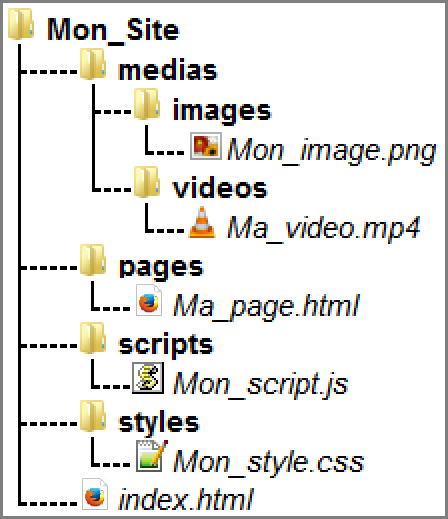 Mon_Site
medias
images
Mon_image.png
videos
Ma_video.mp4
pages
Ma_page.html
scripts
Mon_script.js
styles
Mon_style.css
index.html